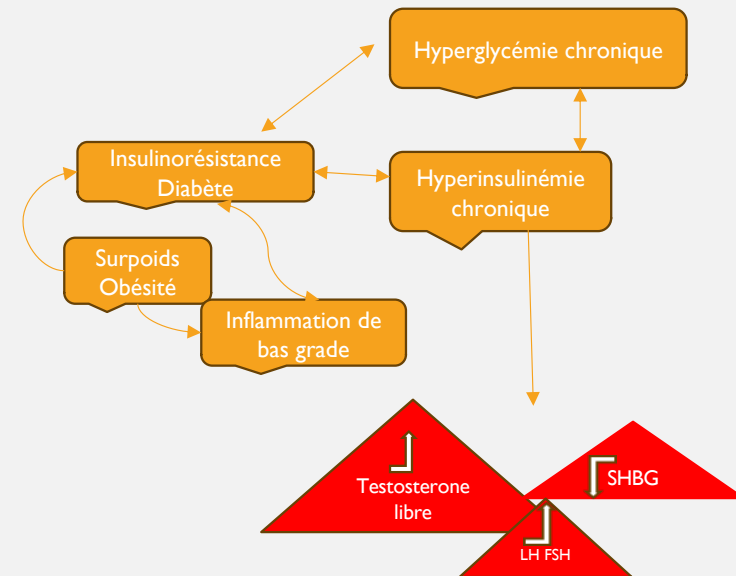 Hyperglycémie chronique
Insulinorésistance
Diabète
Hyperinsulinémie
chronique
Surpoids
Obésité
Inflammation de
bas grade
Testosterone
libre
SHBG
LH FSH